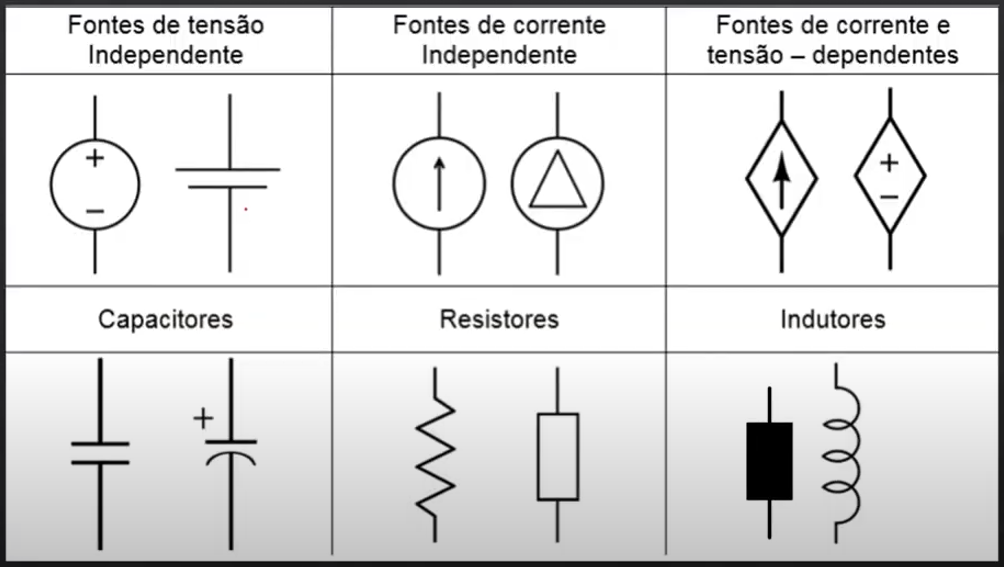 Fontes de tensão
Independente
Fontes de corrente
Independente
Fontes de corrente e
tensão – dependentes
+
−
+
−
Capacitores
Resistores
Indutores
+